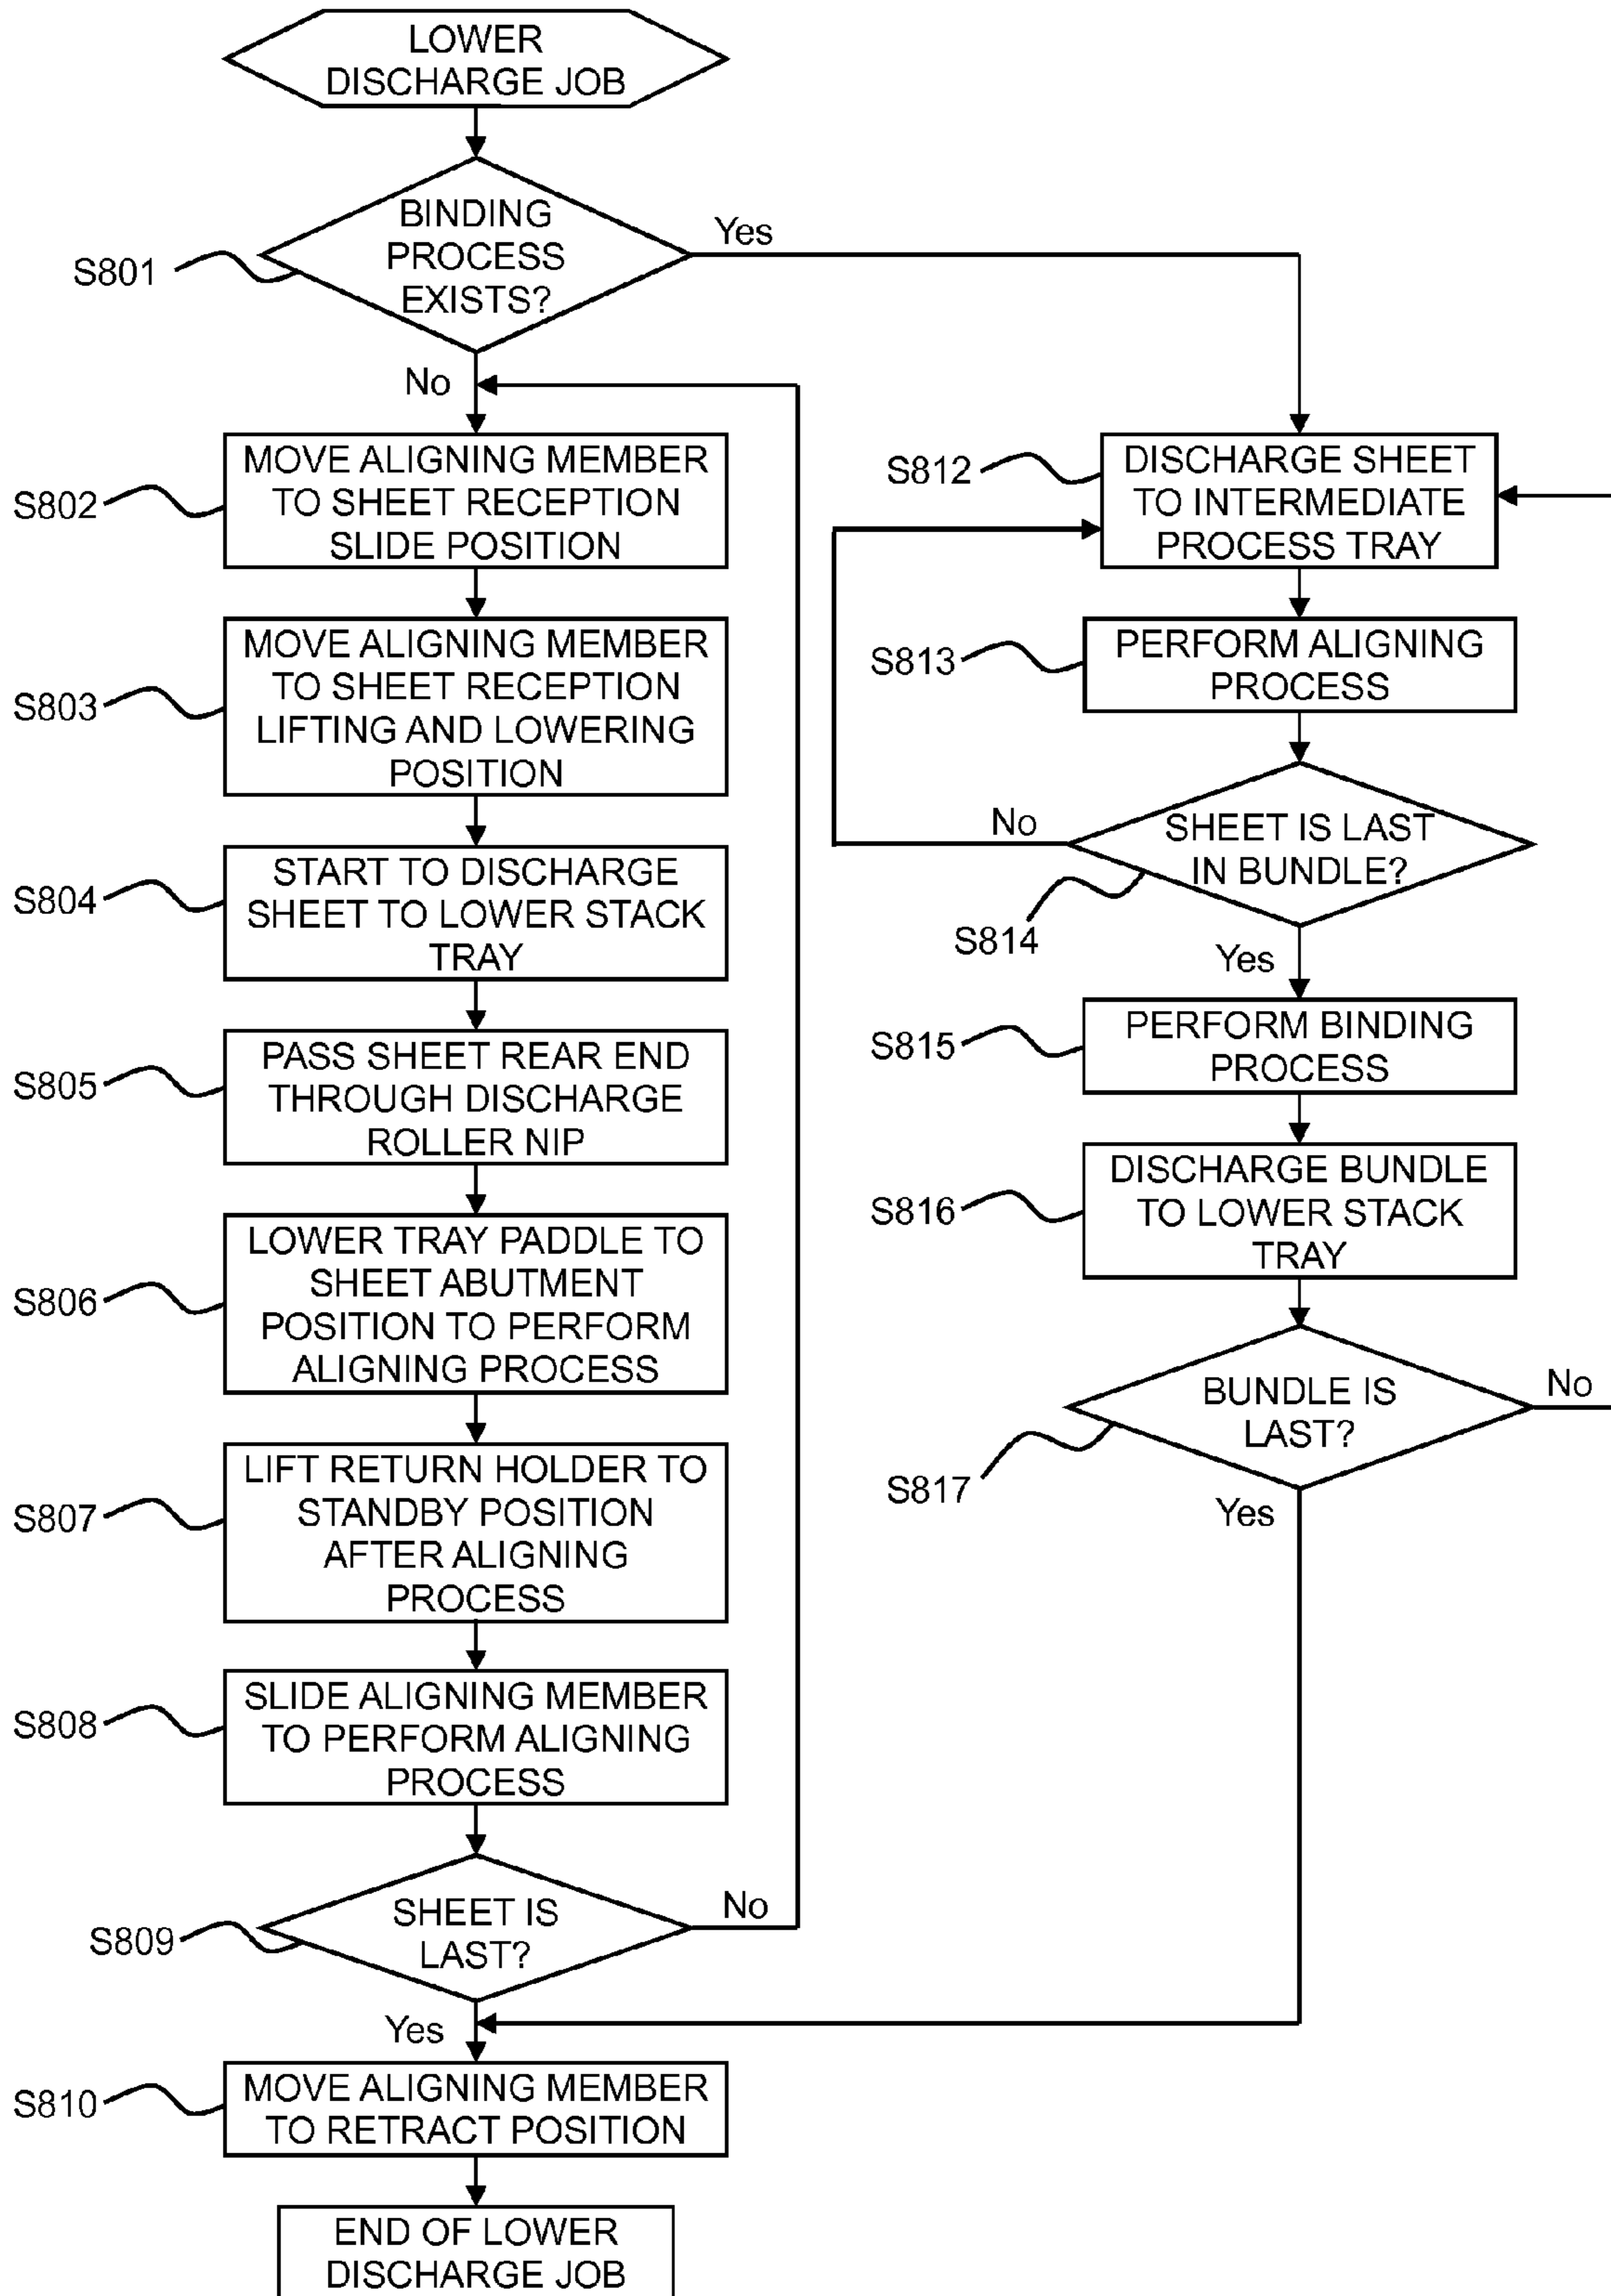 LOWER
DISCHARGE JOB
BINDING
PROCESS
EXISTS?
Yes
S801
No
MOVE ALIGNING MEMBER
TO SHEET RECEPTION
SLIDE POSITION
S802
MOVE ALIGNING MEMBER
TO SHEET RECEPTION
LIFTING AND LOWERING
POSITION
S803
START TO DISCHARGE
SHEET TO LOWER STACK
TRAY
S804
PASS SHEET REAR END
THROUGH DISCHARGE
ROLLER NIP
S805
LOWER TRAY PADDLE TO
SHEET ABUTMENT
POSITION TO PERFORM
ALIGNING PROCESS
S806
LIFT RETURN HOLDER TO
STANDBY POSITION
AFTER ALIGNING
PROCESS
S807
SLIDE ALIGNING MEMBER
TO PERFORM ALIGNING
PROCESS
S808
SHEET IS
LAST?
No
S809
Yes
MOVE ALIGNING MEMBER
TO RETRACT POSITION
S810
END OF LOWER
DISCHARGE JOB
DISCHARGE SHEET
TO INTERMEDIATE
PROCESS TRAY
S812
PERFORM ALIGNING
PROCESS
S813
No
SHEET IS LAST
IN BUNDLE?
S814
Yes
PERFORM BINDING
PROCESS
S815
DISCHARGE BUNDLE
TO LOWER STACK
TRAY
S816
BUNDLE IS
LAST?
No
S817
Yes